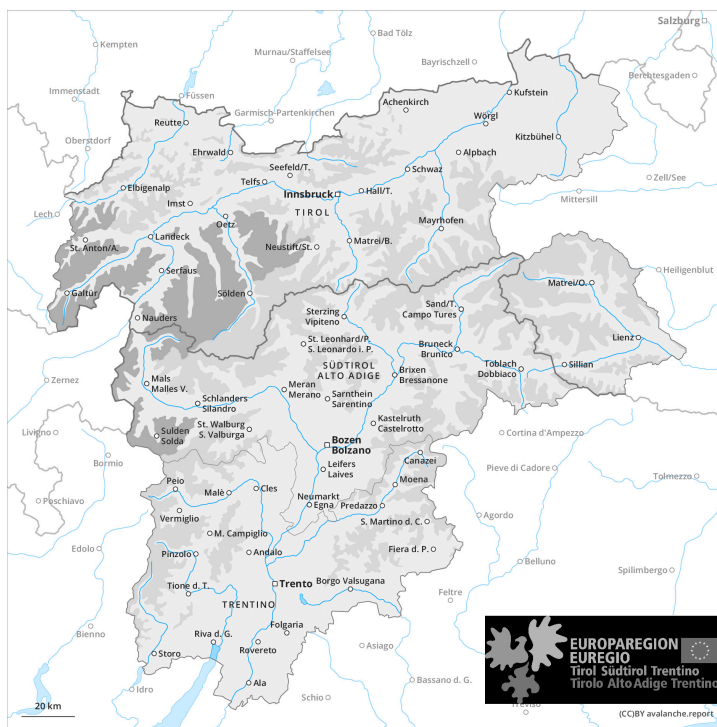 Salzburg
Kempten
Bad Tölz
Murnau/Staffelsee
Bayrischzell
Berchtesgaden
Immenstadt
Füssen
Kufstein
Achenkirch
Garmisch-Partenkirchen
Wörgl
Reutte
Kitzbühel
Oberstdorf
Ehrwald
Alpbach
Seefeld/T.
Schwaz
Zell/See
Telfs
Elbigenalp
Innsbruck
Hall/T.
Mittersill
Imst
TIROL
Lech
Oetz
Mayrhofen
Landeck
St. Anton/A.
Neustift/St.
Matrei/B.
Serfaus
Heiligenblut
Matrei/O.
Galtür
Sölden
Nauders
Sand/T.
Campo Tures
Sterzing
Vipiteno
Lienz
St. Leonhard/P.
S. Leonardo i. P.
Bruneck
Brunico
Sillian
Toblach
Dobbiaco
SÜDTIROL
ALTO ADIGE
Zernez
Mals
Malles V.
Brixen
Bressanone
Meran
Merano
Schlanders
Silandro
Sarnthein
Sarentino
St. Walburg
S. Valburga
Kastelruth
Castelrotto
Livigno
Sulden
Solda
Cortina d'Ampezzo
Bozen
Bolzano
Bormio
Canazei
Pieve di Cadore
Leifers
Laives
Tolmezzo
Peio
Moena
Malè
Cles
Poschiavo
Neumarkt
Egna
Predazzo
Vermiglio
Agordo
S. Martino d. C.
M. Campiglio
Edolo
Pinzolo
Andalo
Fiera d. P.
Belluno
Spilimbergo
Trento
Borgo Valsugana
Tione d. T.
Feltre
TRENTINO
Folgaria
Bienno
Riva d. G.
Rovereto
Storo
Asiago
Ala
Idro
Bassano d. G.
Schio
Treviso
20 km
EUROPAREGION
EUREGIO
Tirol Südtirol Trentino
Tirolo Alto Adige Trentino
(CC)BY avalanche.report